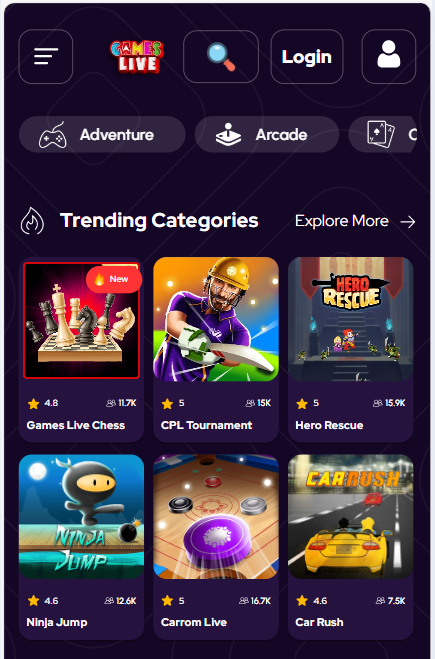 GAMES
LIVE
Login
Adventure
Arcade
Trending Categories
Explore More
New
HERO
RESCUE
4.8
11.7K
5
15K
5
15.9K
Games Live Chess
CPL Tournament
Hero Rescue
NINJA
JUMP
CAR RUSH
4.6
12.6K
5
16.7K
4.6
7.5K
Ninja Jump
Carrom Live
Car Rush